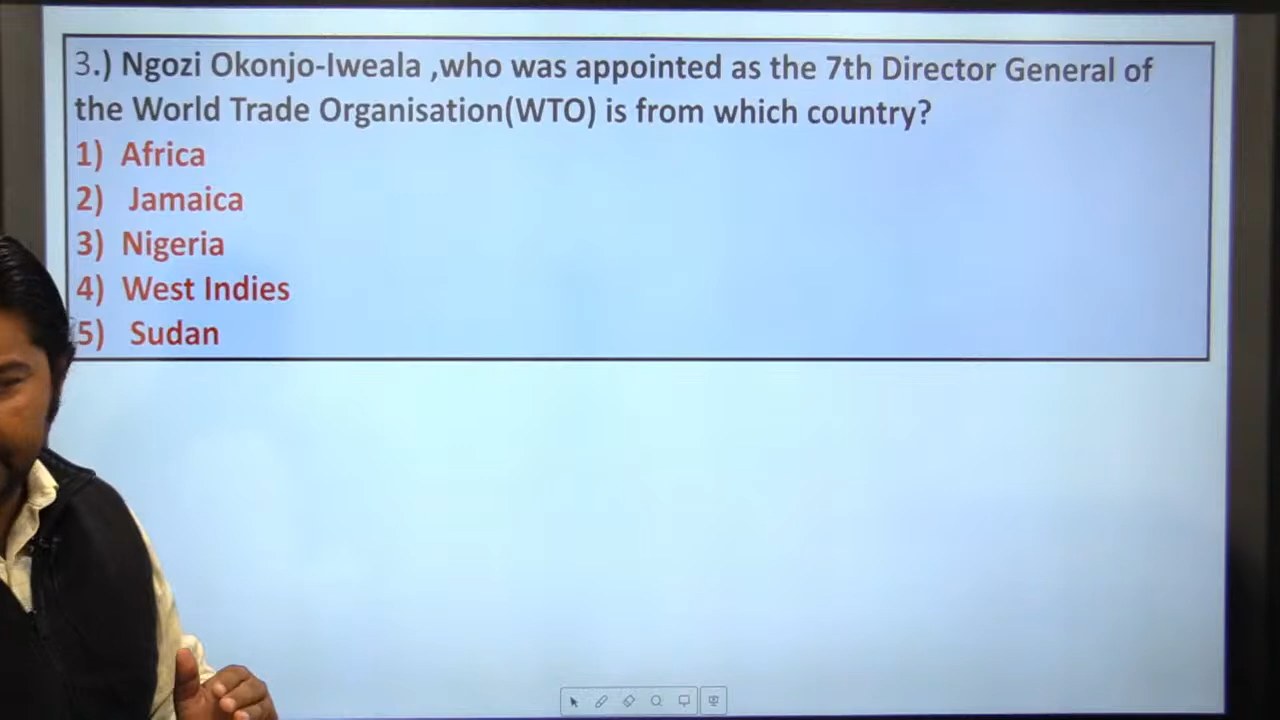 3.) Ngozi Okonjo-Iweala ,who was appointed as the 7th Director General of
the World Trade Organisation(WTO) is from which country?
1) Africa
2) Jamaica
3) Nigeria
4) West Indies
5) Sudan